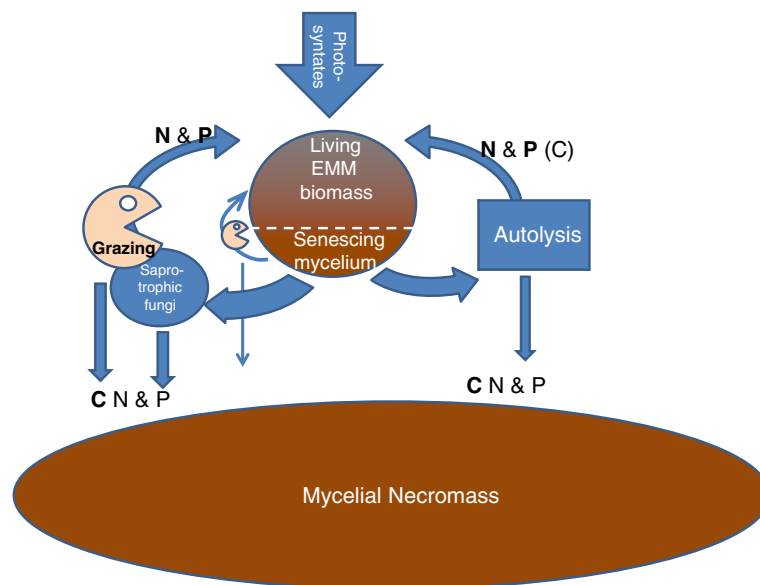 Photo-
syntates
N & P
Living
EMM
biomass
N & P (C)
Grazing
Senescing
mycelium
Autolysis
Sapro-
trophic
fungi
C N & P
C N & P
Mycelial Necromass